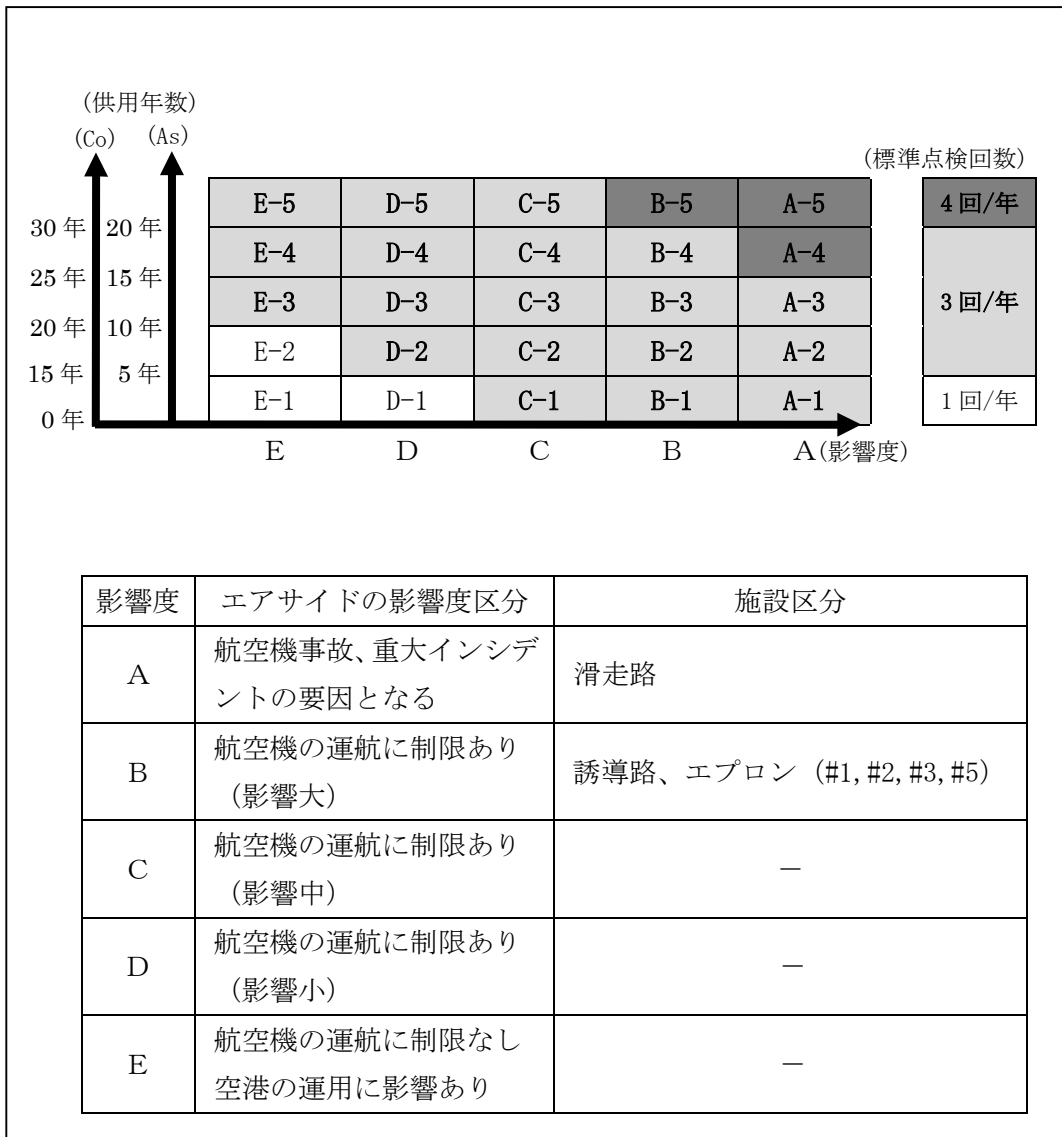 (供用年数)
(Co) (As)
(標準点検回数)
E-5 D-5 C-5 B-5 A-5 4回/年
30年 20年
E-4 D-4 C-4 B-4 A-4
25年 15年
E-3 D-3 C-3 B-3 A-3 3回/年
20年 10年
E-2 D-2 C-2 B-2 A-2
15年 5年
E-1 D-1 C-1 B-1 A-1 1回/年
0年
E D C B A(影響度)
影響度 エアサイドの影響度区分 施設区分
A 航空機事故、重大インシデ
ントの要因となる 滑走路
B 航空機の運航に制限あり
(影響大) 誘導路、エプロン (#1,#2,#3,#5)
C 航空機の運航に制限あり
(影響中) －
D 航空機の運航に制限あり
(影響小) －
E 航空機の運航に制限なし
空港の運用に影響あり －